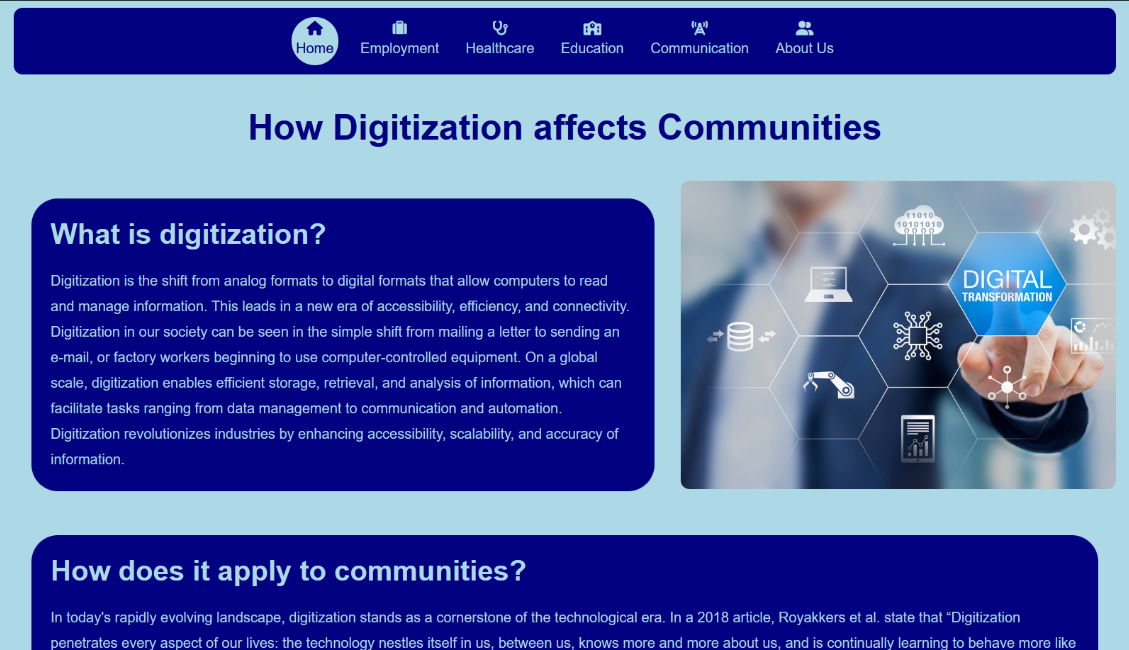 Home
Employment
Healthcare
Education
Communication
About Us
How Digitization affects Communities
What is digitization?
Digitization is the shift from analog formats to digital formats that allow computers to read
and manage information. This leads in a new era of accessibility, efficiency, and connectivity.
Digitization in our society can be seen in the simple shift from mailing a letter to sending an
e-mail, or factory workers beginning to use computer-controlled equipment. On a global
scale, digitization enables efficient storage, retrieval, and analysis of information, which can
facilitate tasks ranging from data management to communication and automation.
Digitization revolutionizes industries by enhancing accessibility, scalability, and accuracy of
information.
11010
10101010
DIGITAL
TRANSFORMATION
How does it apply to communities?
In today's rapidly evolving landscape, digitization stands as a cornerstone of the technological era. In a 2018 article, Royakkers et al. state that “Digitization
penetrates every aspect of our lives: the technology nestles itself in us, between us, knows more and more about us, and is continually learning to behave more like